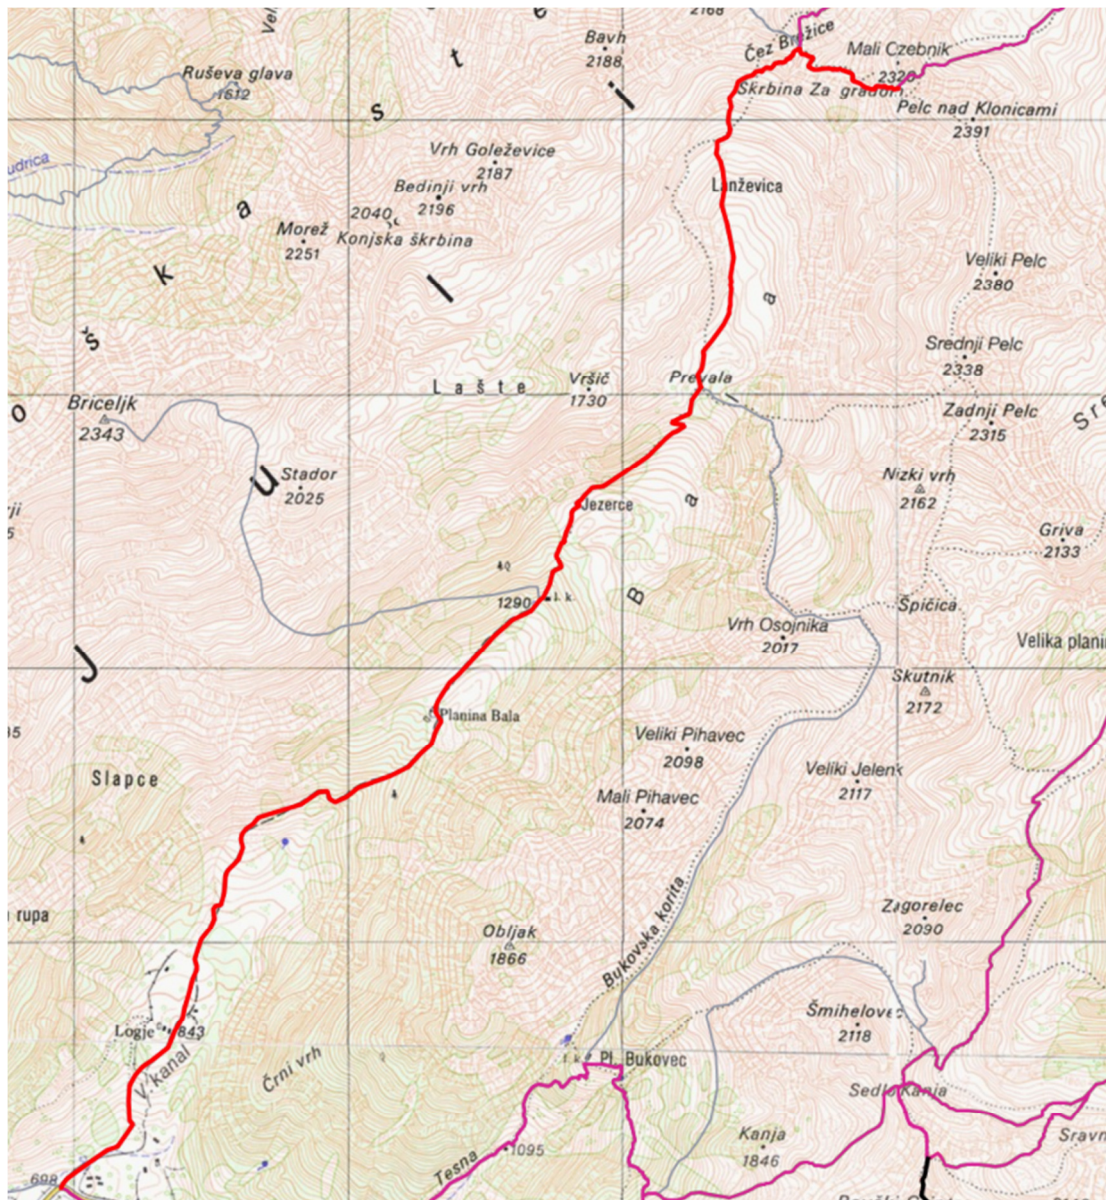 2168
Bavh
2188
Čez Brežice
Mali Czebnik
2320
Ruševa glava
1612
Škrbina Za gradom
Pelc nad Klonicami
2391
Vrh Goleževice
2187
Bedinji vrh
2196
Lanževica
2040
Konjska škrbina
Morež
2251
Veliki Pelc
2380
Srednji Pelc
2338
Prevala
Vršič
1730
Lašte
Briceljk
2343
Zadnji Pelc
2315
Stador
2025
Nizki vrh
2162
Jezerce
Griva
2133
1290
Špičica
Vrh Osojnika
2017
Skutnik
2172
Planina Bala
Veliki Pihavec
2098
Veliki Jelenk
2117
Slapce
Mali Pihavec
2074
rupa
Zagorelec
2090
Obljak
1866
Bukovska korita
Šmihelovec
2118
Logje
843
Črni vrh
V. kanal
Pl. Bukovec
Sedlo Kanja
1095
Kanja
1846
Tesna
698